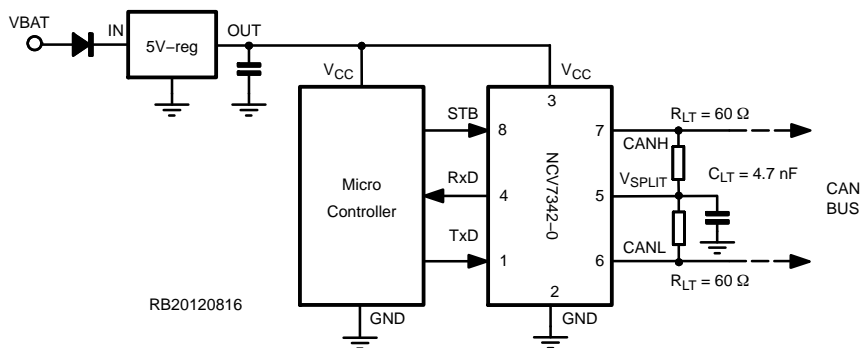 VBAT
IN
5V−reg
OUT
VCC
VCC
3
RLT = 60 Ω
STB
8
7
CANH
NCV7342−0
Micro
Controller
RxD
4
VSPLIT
5
CLT = 4.7 nF
CAN
BUS
TxD
1
CANL
6
RLT = 60 Ω
2
RB20120816
GND
GND